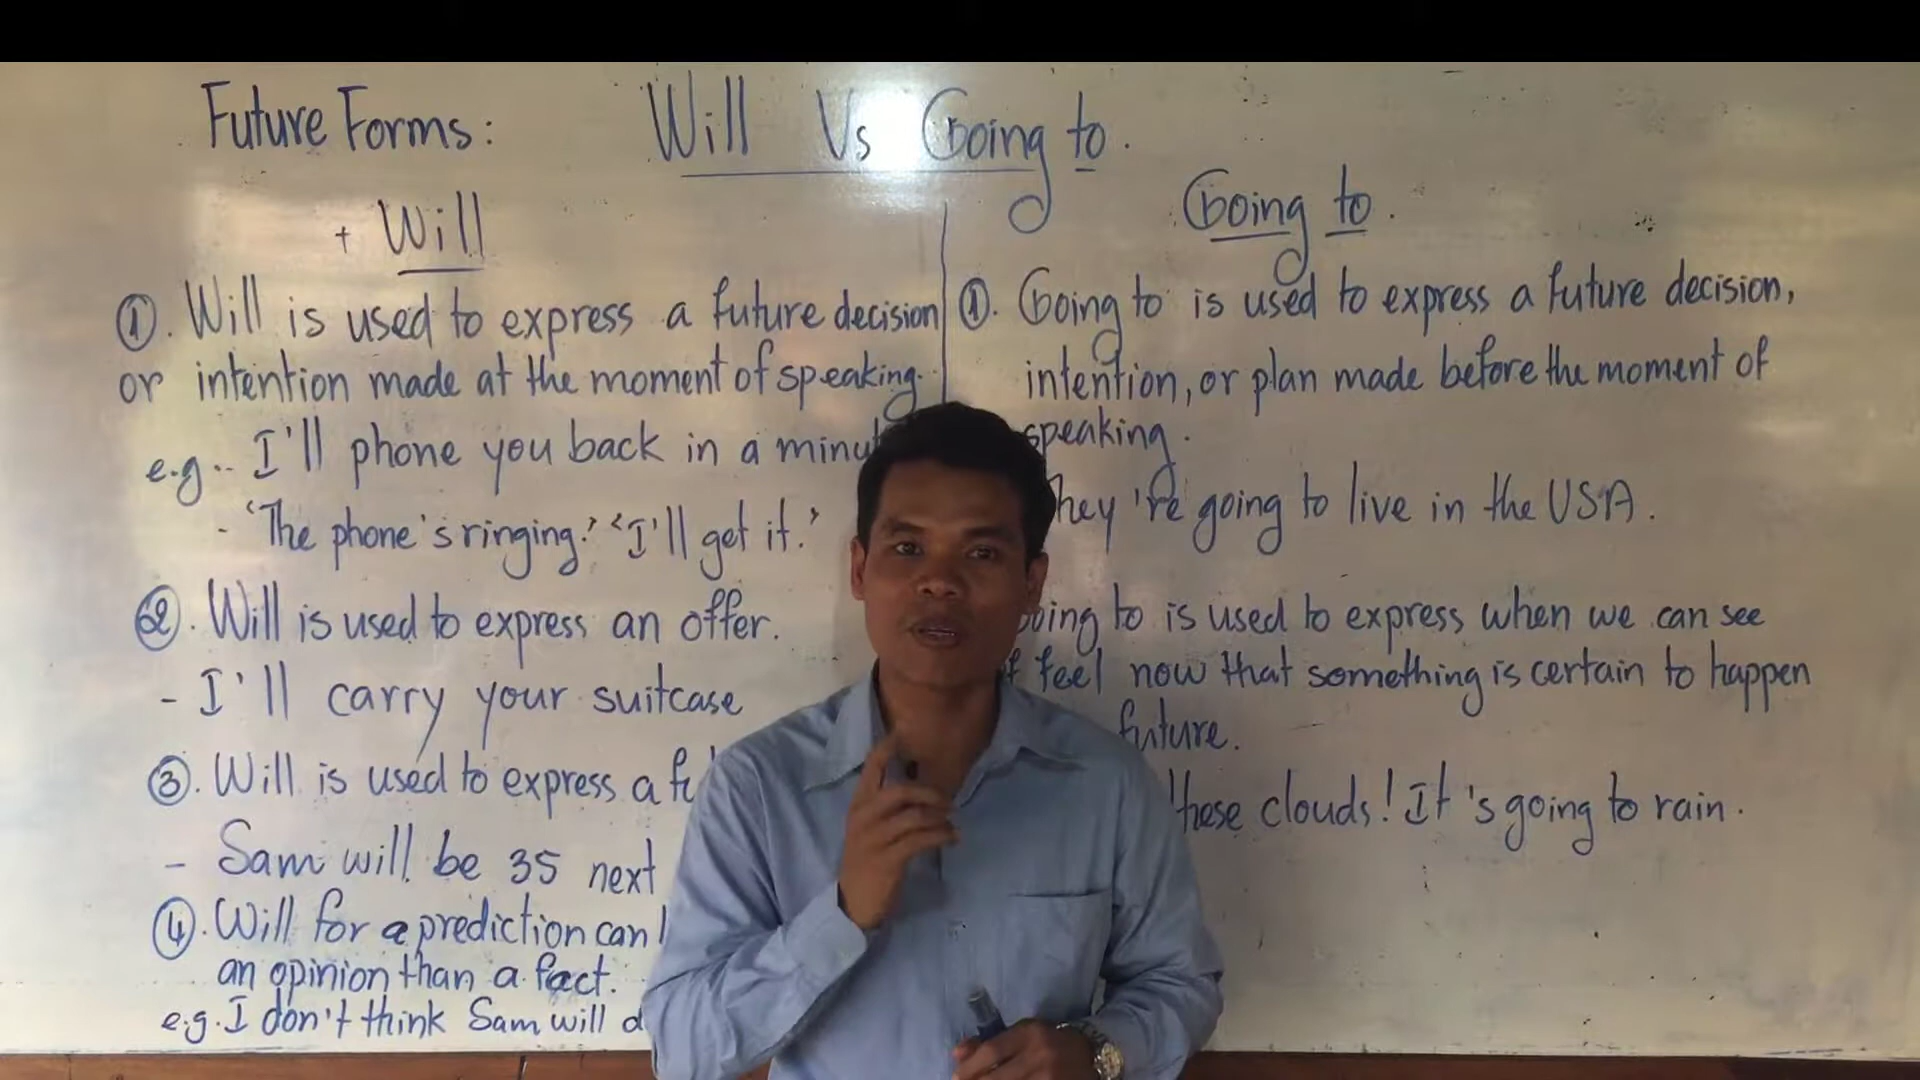 Future Forms: Will Vs Going to.
+ Will
①. Will is used to express a future decision
or intention made at the moment of speaking.
e.g.. I'll phone you back in a
- 'The phone's ringing.' 'I'll get it.'
②. Will is used to express an offer.
- I'll carry your suitcase
③. Will is used to express a
- Sam will be 35 next
④. Will for a prediction can
an opinion than a fact.
e.g. I don't think Sam will
Going to.
①. Going to is used to express a future decision,
intention, or plan made before the moment of
speaking.
're going to live in the USA.
to is used to express when we can see
feel now that something is certain to happen
future.
clouds! It's going to rain.